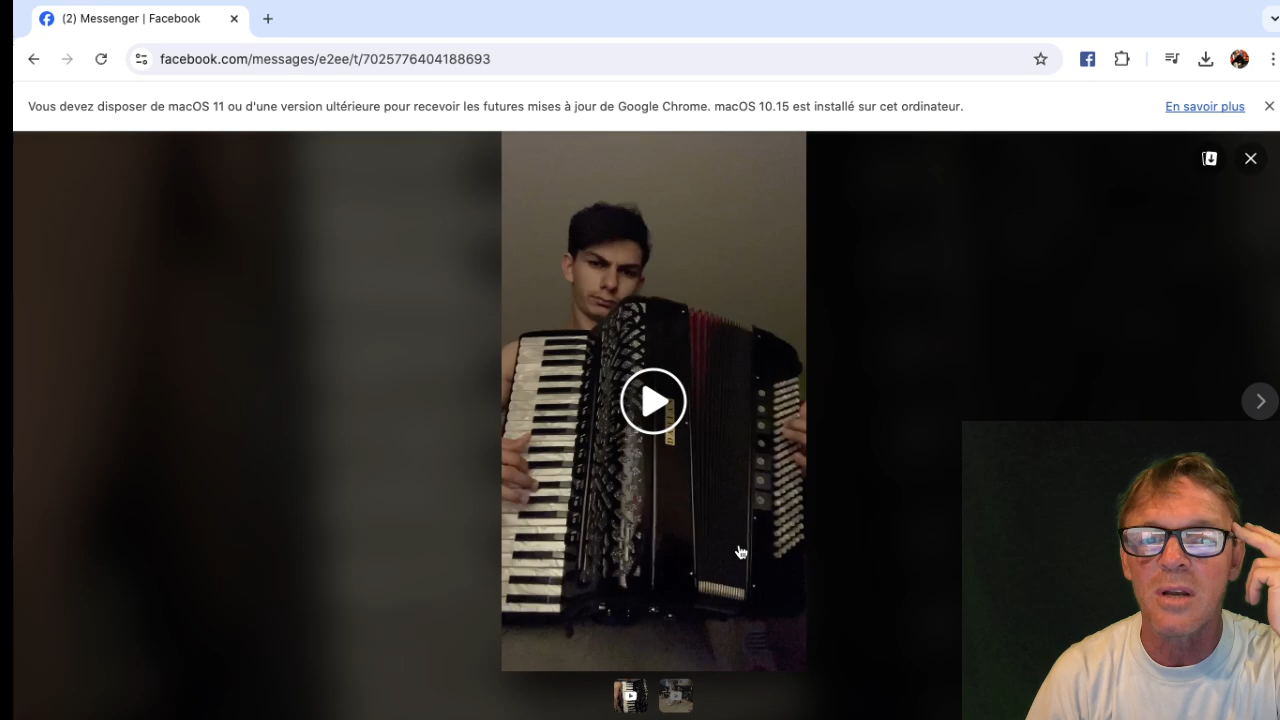 (2) Messenger | Facebook
facebook.com/messages/e2ee/t/7025776404188693
Vous devez disposer de macOS 11 ou d'une version ultérieure pour recevoir les futures mises à jour de Google Chrome. macOS 10.15 est installé sur cet ordinateur.
En savoir plus